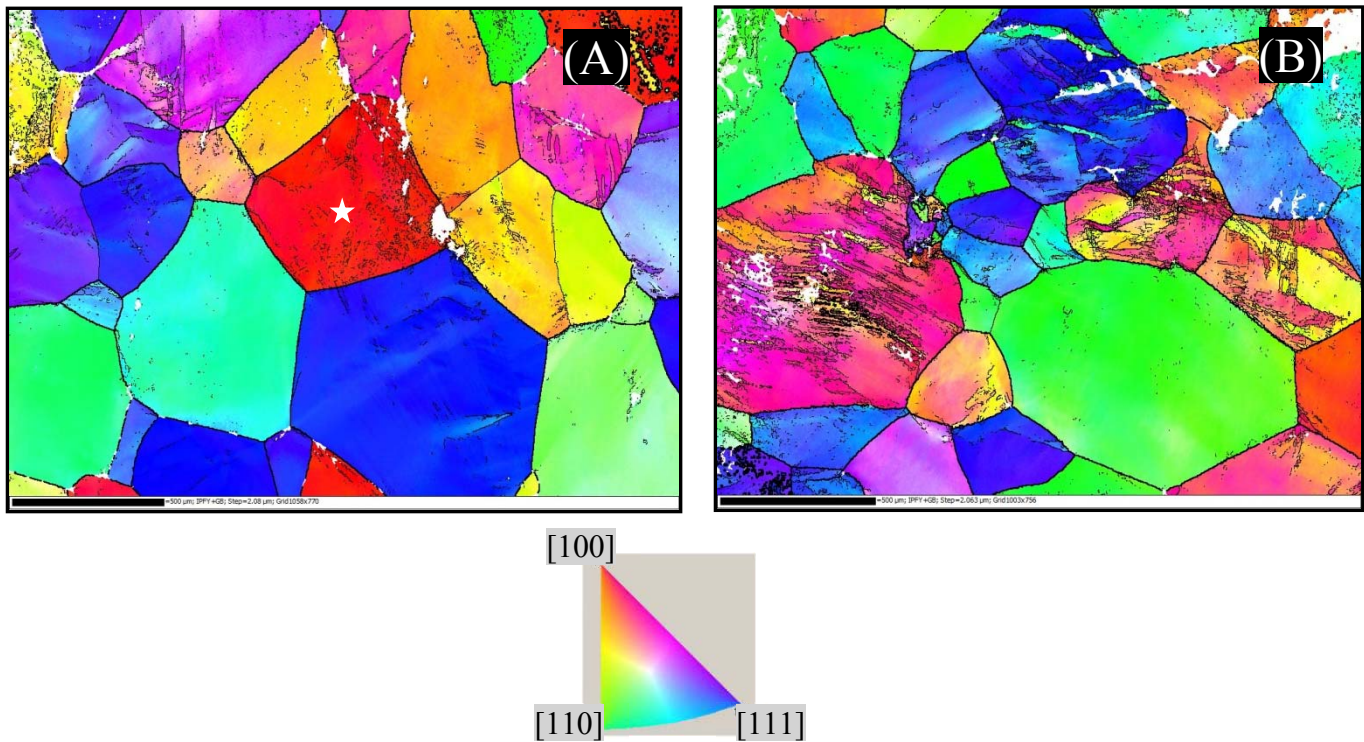 (A)
(B)
=500 µm; IPFY+GB; Step=2.08 µm; Grid1058x770
=500 µm; IPFY+GB; Step=2.063 µm; Grid1003x756
[100]
[110]
[111]